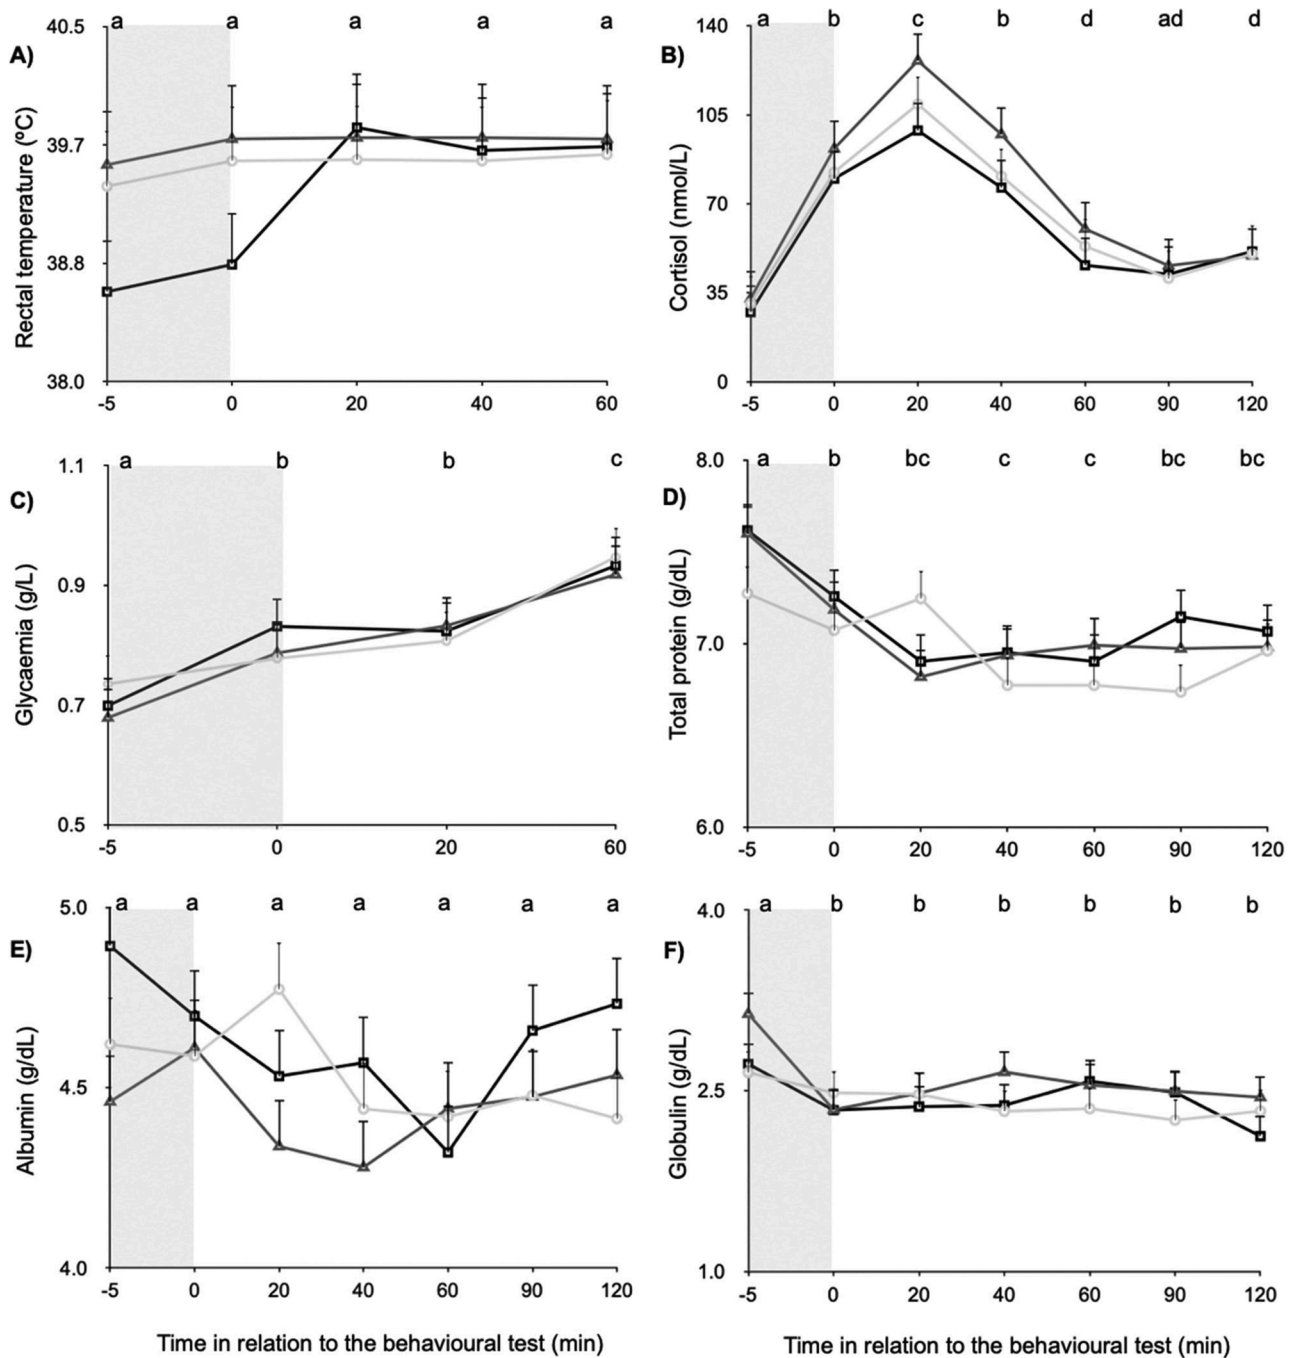 A)
a a a a a
Rectal temperature (ºC)
40.5
39.7
38.8
38.0
-5 0 20 40 60
B)
a b c b d ad d
Cortisol (nmol/L)
140
105
70
35
0
-5 0 20 40 60 90 120
C)
a b b c
Glycaemia (g/L)
1.1
0.9
0.7
0.5
-5 0 20 60
D)
a b bc c c bc bc
Total protein (g/dL)
8.0
7.0
6.0
-5 0 20 40 60 90 120
E)
a a a a a a a
Albumin (g/dL)
5.0
4.5
4.0
-5 0 20 40 60 90 120
Time in relation to the behavioural test (min)
F)
a b b b b b b
Globulin (g/dL)
4.0
2.5
1.0
-5 0 20 40 60 90 120
Time in relation to the behavioural test (min)